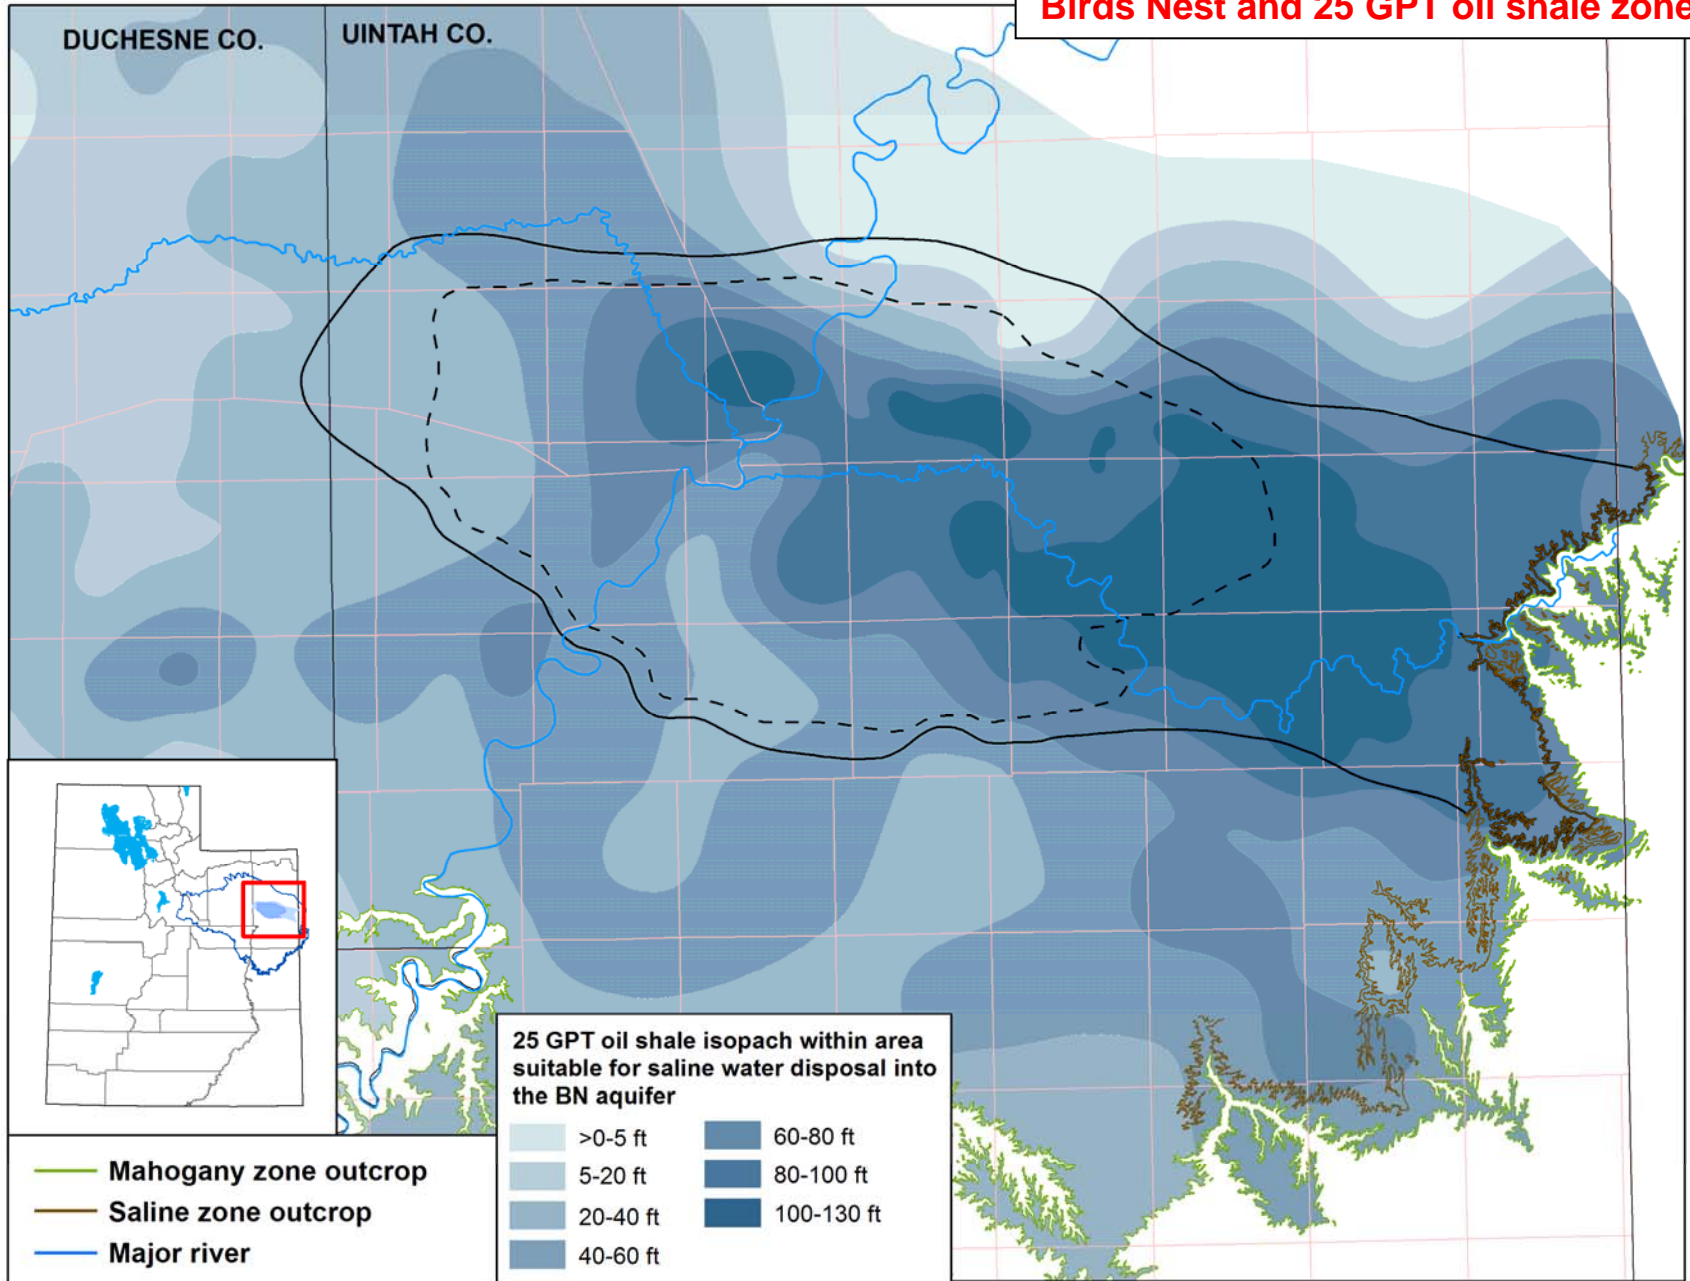 Birds Nest and 25 GPT oil shale zone
DUCHESNE CO.
UINTAH CO.
25 GPT oil shale isopach within area
suitable for saline water disposal into
the BN aquifer
>0-5 ft
5-20 ft
20-40 ft
40-60 ft
60-80 ft
80-100 ft
100-130 ft
Mahogany zone outcrop
Saline zone outcrop
Major river